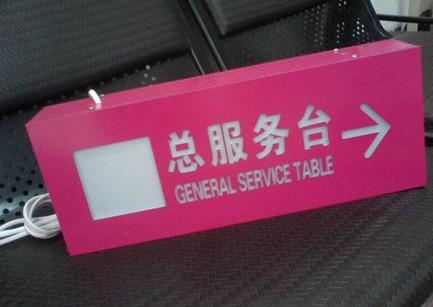 总服务台
GENERAL SERVICE TABLE